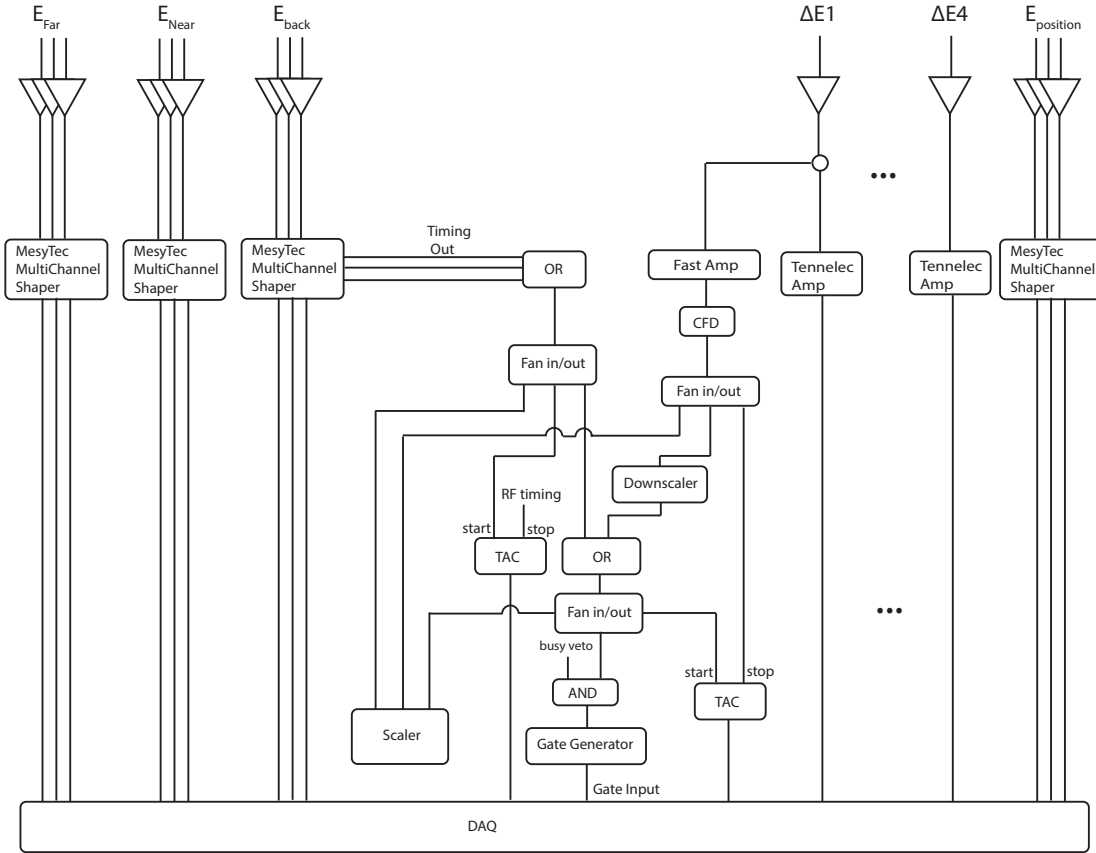 E_Far
E_Near
E_back
ΔE1
ΔE4
E_position
•••
MesyTec
MultiChannel
Shaper
MesyTec
MultiChannel
Shaper
MesyTec
MultiChannel
Shaper
Timing
Out
OR
Fast Amp
Tennelec
Amp
Tennelec
Amp
MesyTec
MultiChannel
Shaper
CFD
Fan in/out
Fan in/out
Downscaler
RF timing
start
stop
TAC
OR
Fan in/out
•••
busy veto
start
stop
AND
TAC
Scaler
Gate Generator
Gate Input
DAQ